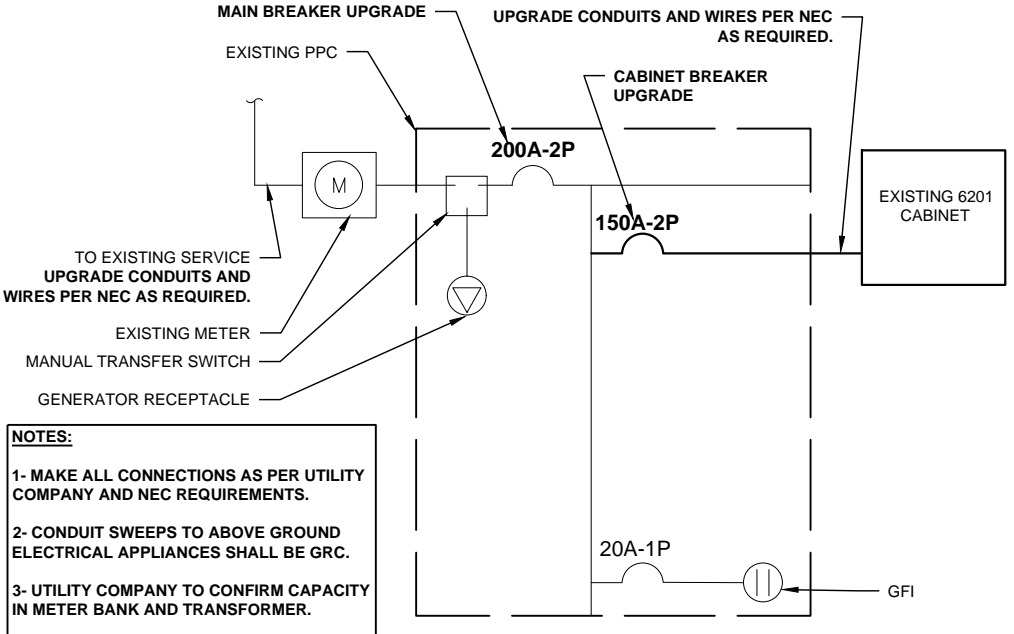 MAIN BREAKER UPGRADE
UPGRADE CONDUITS AND WIRES PER NEC
AS REQUIRED.
EXISTING PPC
CABINET BREAKER
UPGRADE
200A-2P
M
EXISTING 6201
CABINET
150A-2P
TO EXISTING SERVICE
UPGRADE CONDUITS AND
WIRES PER NEC AS REQUIRED.
EXISTING METER
MANUAL TRANSFER SWITCH
GENERATOR RECEPTACLE
NOTES:
1- MAKE ALL CONNECTIONS AS PER UTILITY
COMPANY AND NEC REQUIREMENTS.
2- CONDUIT SWEEPS TO ABOVE GROUND
ELECTRICAL APPLIANCES SHALL BE GRC.
3- UTILITY COMPANY TO CONFIRM CAPACITY
IN METER BANK AND TRANSFORMER.
20A-1P
GFI